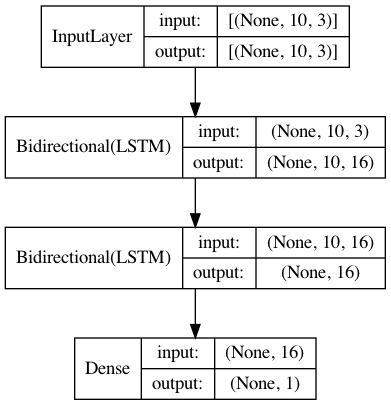 InputLayer
input: [(None, 10, 3)]
output: [(None, 10, 3)]
Bidirectional(LSTM)
input: (None, 10, 3)
output: (None, 10, 16)
Bidirectional(LSTM)
input: (None, 10, 16)
output: (None, 16)
Dense
input: (None, 16)
output: (None, 1)